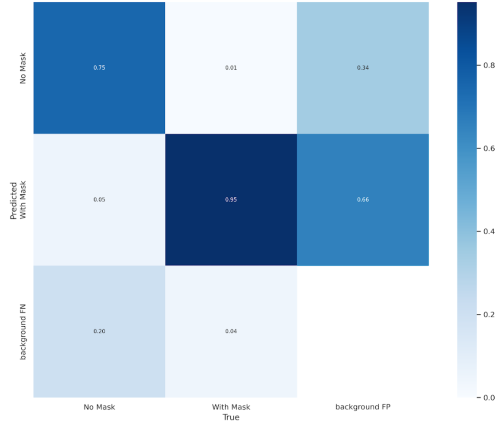 No Mask
0.75
0.01
0.34
0.8
0.6
Predicted
With Mask
0.05
0.95
0.66
0.4
0.2
background FN
0.20
0.04
0.0
No Mask
With Mask
background FP
True